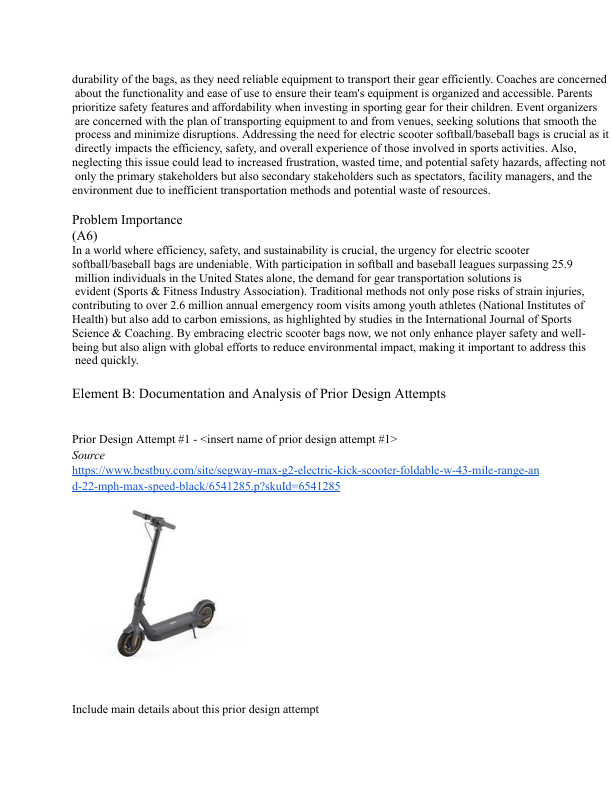 durability of the bags, as they need reliable equipment to transport their gear efficiently. Coaches are concerned
about the functionality and ease of use to ensure their team's equipment is organized and accessible. Parents
prioritize safety features and affordability when investing in sporting gear for their children. Event organizers
are concerned with the plan of transporting equipment to and from venues, seeking solutions that smooth the
process and minimize disruptions. Addressing the need for electric scooter softball/baseball bags is crucial as it
directly impacts the efficiency, safety, and overall experience of those involved in sports activities. Also,
neglecting this issue could lead to increased frustration, wasted time, and potential safety hazards, affecting not
only the primary stakeholders but also secondary stakeholders such as spectators, facility managers, and the
environment due to inefficient transportation methods and potential waste of resources.
Problem Importance
(A6)
In a world where efficiency, safety, and sustainability is crucial, the urgency for electric scooter
softball/baseball bags are undeniable. With participation in softball and baseball leagues surpassing 25.9
million individuals in the United States alone, the demand for gear transportation solutions is
evident (Sports & Fitness Industry Association). Traditional methods not only pose risks of strain injuries,
contributing to over 2.6 million annual emergency room visits among youth athletes (National Institutes of
Health) but also add to carbon emissions, as highlighted by studies in the International Journal of Sports
Science & Coaching. By embracing electric scooter bags now, we not only enhance player safety and well-
being but also align with global efforts to reduce environmental impact, making it important to address this
need quickly.
Element B: Documentation and Analysis of Prior Design Attempts
Prior Design Attempt #1 - <insert name of prior design attempt #1>
Source
https://www.bestbuy.com/site/segway-max-g2-electric-kick-scooter-foldable-w-43-mile-range-an
d-22-mph-max-speed-black/6541285.p?skuId=6541285
Include main details about this prior design attempt